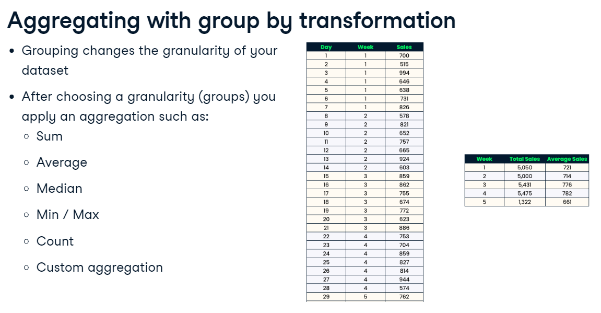 Aggregating with group by transformation
• Grouping changes the granularity of your
dataset
• After choosing a granularity (groups) you
apply an aggregation such as:
○ Sum
○ Average
○ Median
○ Min / Max
○ Count
○ Custom aggregation
Day Week Sales
1 1 700
2 1 515
3 1 994
4 1 646
5 1 638
6 1 731
7 1 826
8 2 578
9 2 821
10 2 652
11 2 757
12 2 665
13 2 924
14 2 603
15 3 859
16 3 862
17 3 755
18 3 674
19 3 772
20 3 623
21 3 886
22 4 753
23 4 704
24 4 859
25 4 827
26 4 814
27 4 944
28 4 574
29 5 762
Week Total Sales Average Sales
1 5,050 721
2 5,000 714
3 5,431 776
4 5,475 782
5 1,322 661